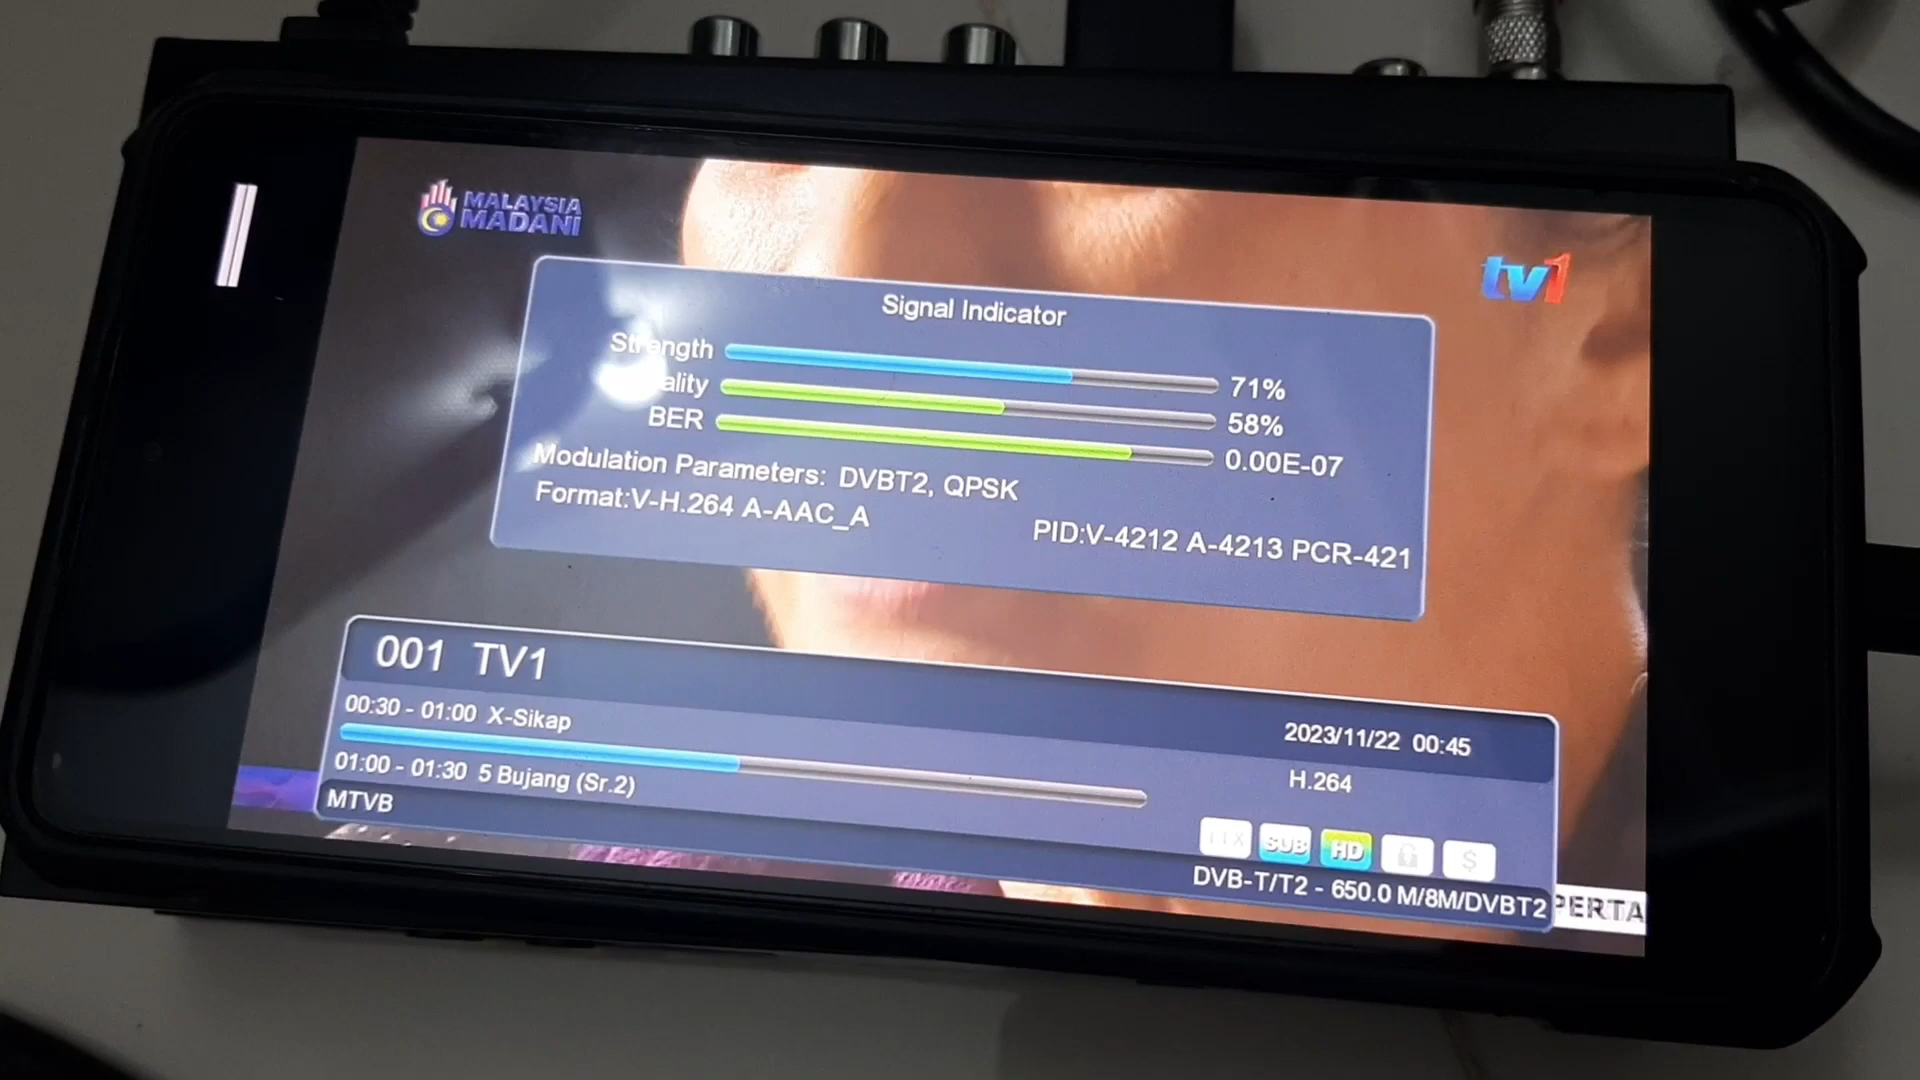 MALAYSIA
MADANI
tv1
Signal Indicator
Strength 71%
58%
BER 0.00E-07
Modulation Parameters: DVBT2, QPSK
Format:V-H.264 A-AAC_A
PID:V-4212 A-4213 PCR-421
001 TV1
00:30 - 01:00 X-Sikap
2023/11/22 00:45
01:00 - 01:30 5 Bujang (Sr.2)
H.264
MTVB
TTX SUB HD $
DVB-T/T2 - 650.0 M/8M/DVBT2
PERTA